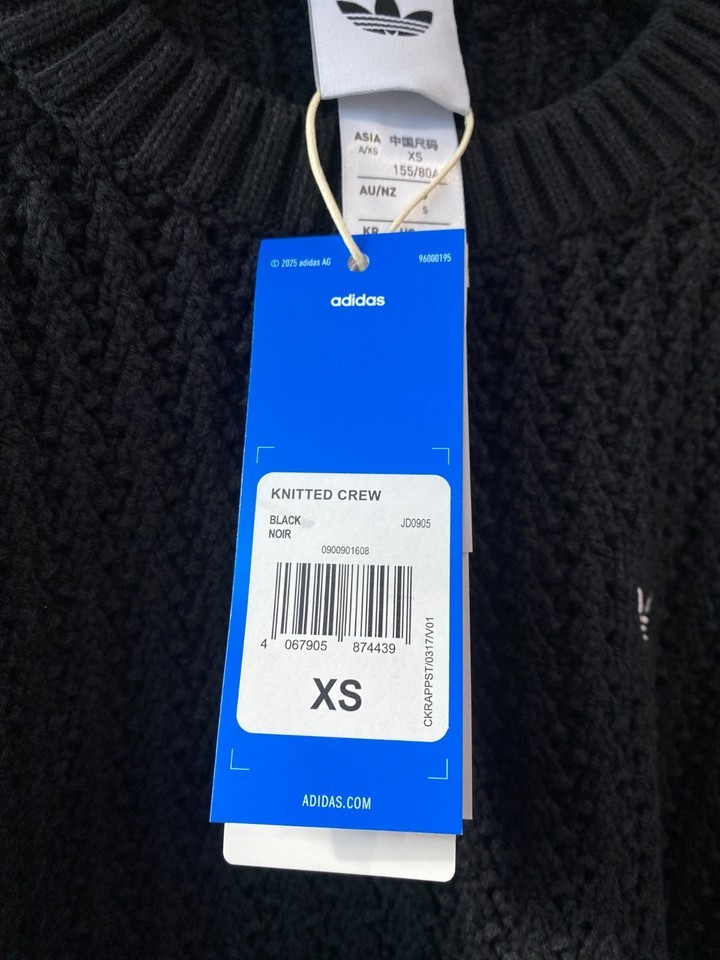 ASIA 中国尺码
A/XS XS
155/80A
AU/NZ
S
KR
© 2025 adidas AG 96000195
adidas
KNITTED CREW
BLACK JD0905
NOIR
0900901608
4 067905 874439
CKRAPPST/0317/V01
XS
ADIDAS.COM